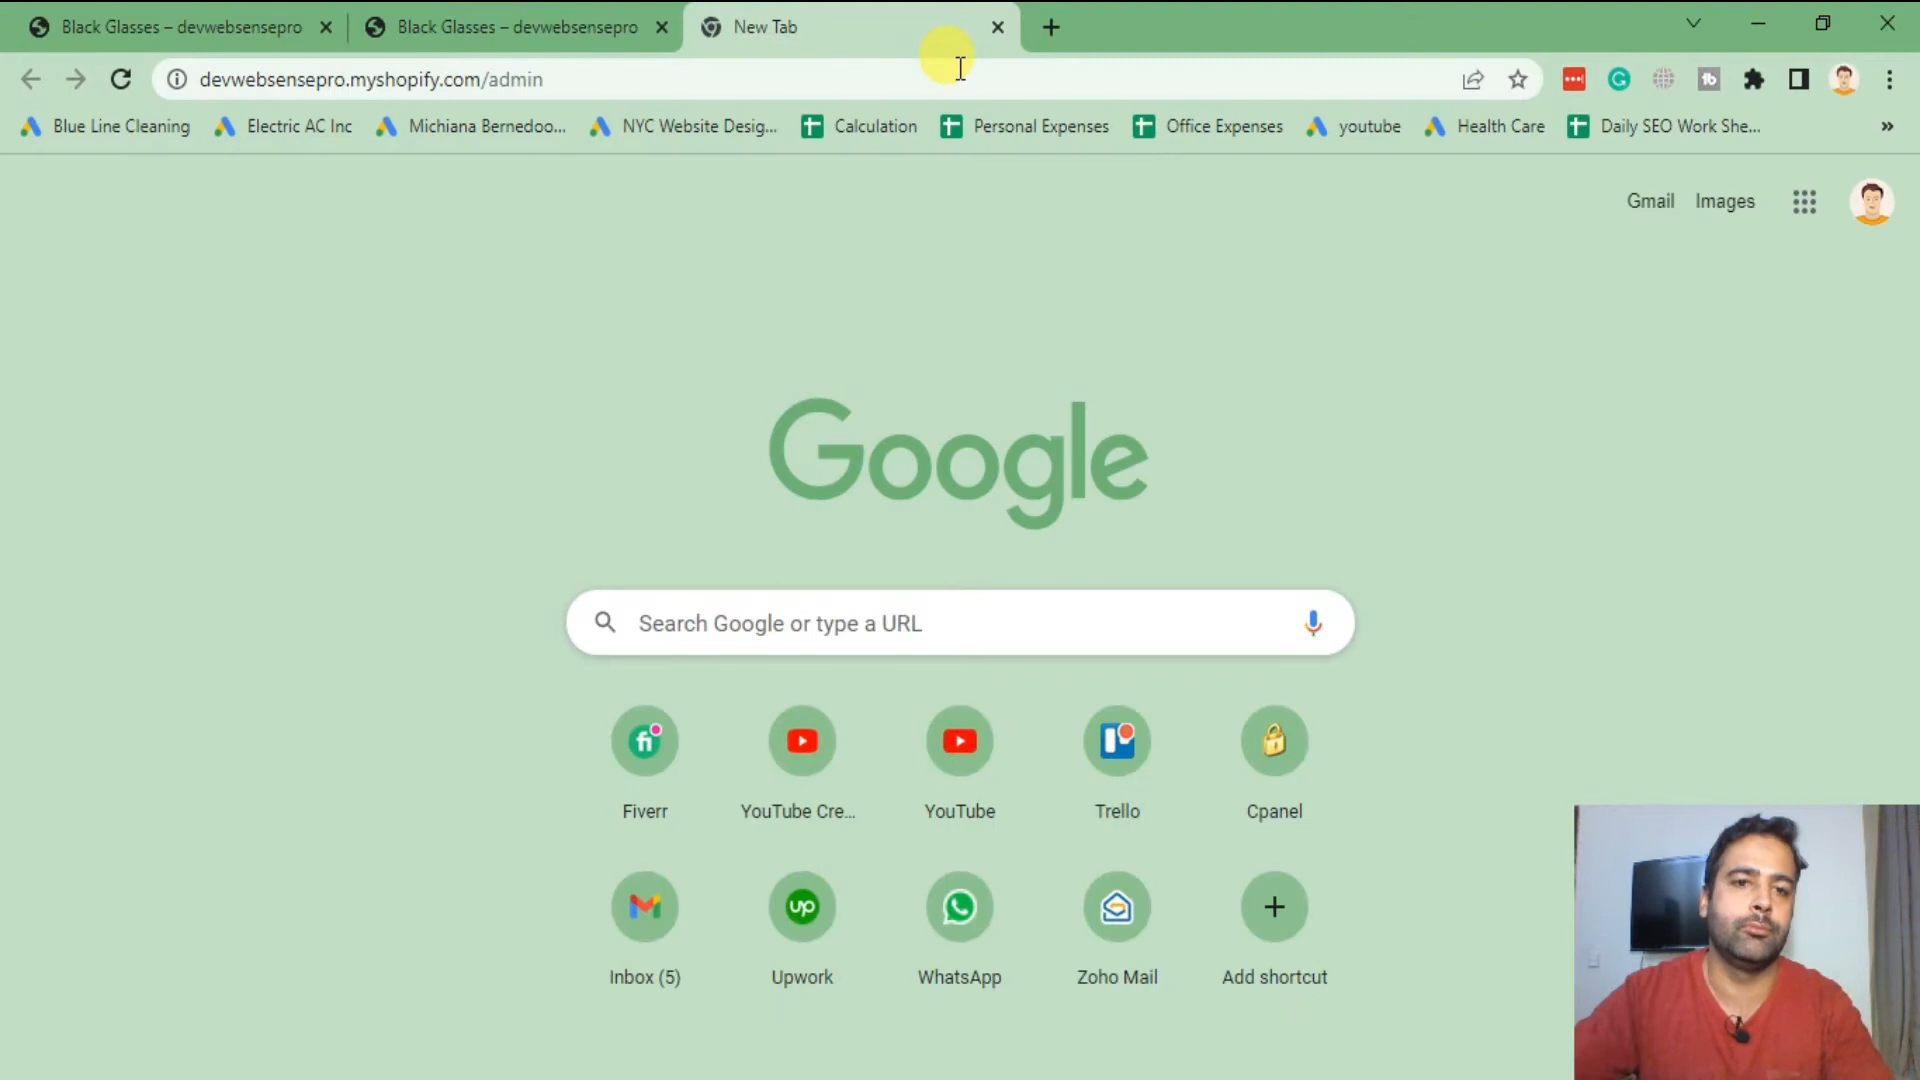 Black Glasses – devwebsensepro
Black Glasses – devwebsensepro
New Tab
devwebsensepro.myshopify.com/admin
Blue Line Cleaning
Electric AC Inc
Michiana Bernedoo...
NYC Website Desig...
Calculation
Personal Expenses
Office Expenses
youtube
Health Care
Daily SEO Work She...
»
Gmail
Images
Google
Search Google or type a URL
Fiverr
YouTube Cre...
YouTube
Trello
Cpanel
Inbox (5)
Upwork
WhatsApp
Zoho Mail
Add shortcut